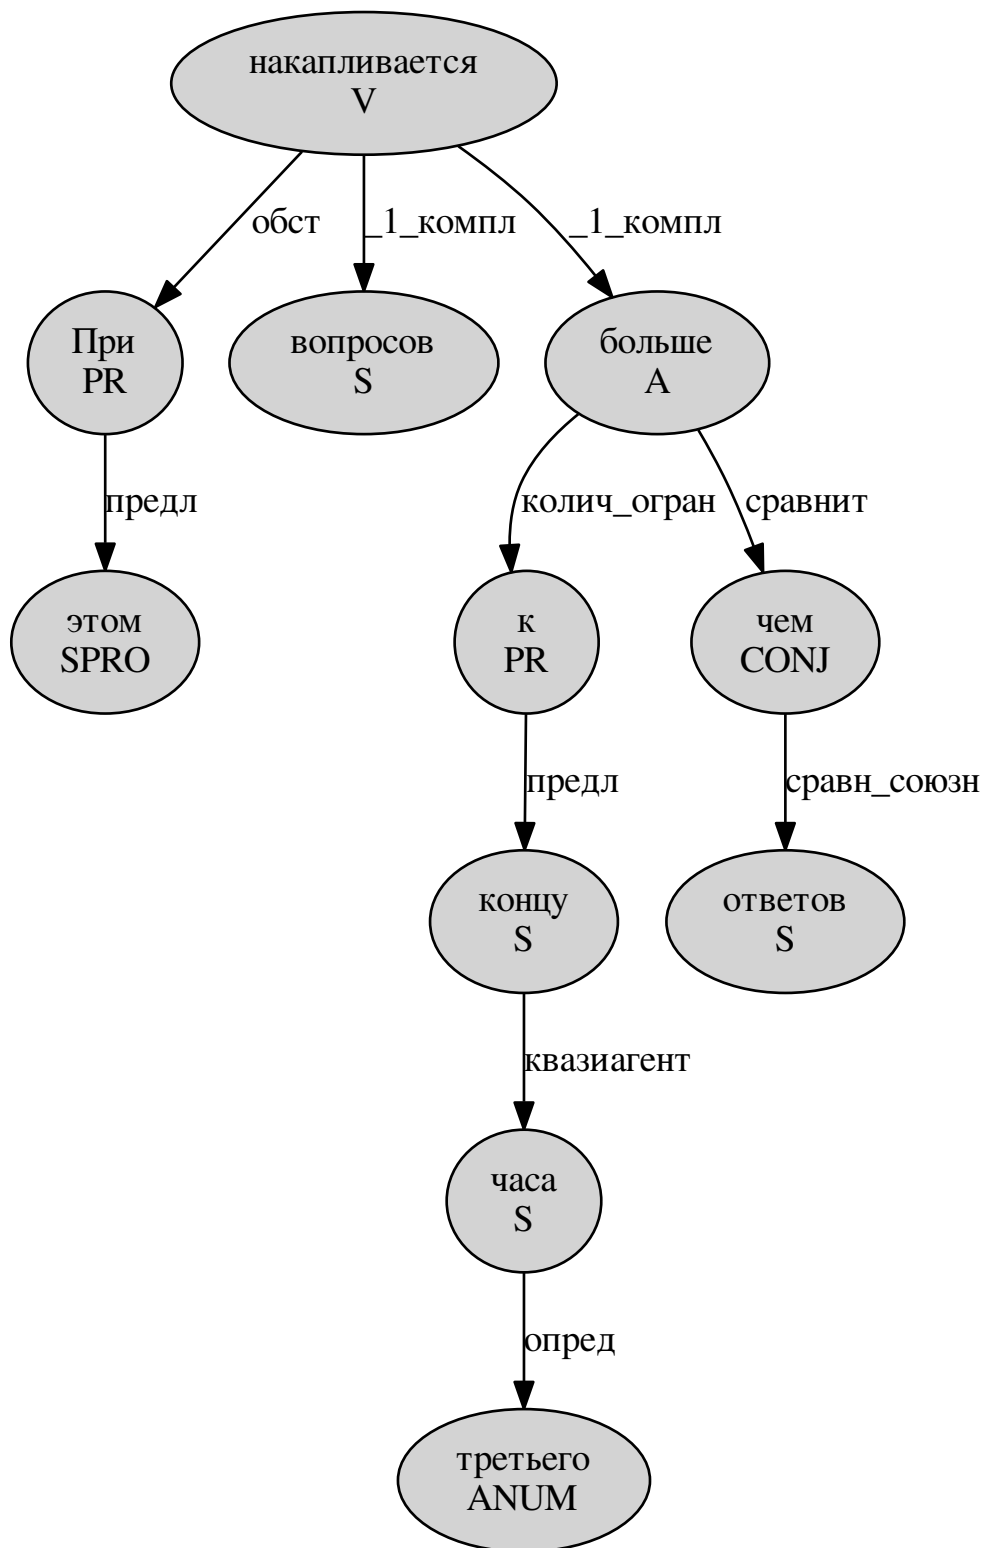 накапливается
V
обст
_1_компл
_1_компл
При
PR
вопросов
S
больше
A
предл
колич_огран
сравнит
этом
SPRO
к
PR
чем
CONJ
предл
сравн_союзн
концу
S
ответов
S
квазиагент
часа
S
опред
третьего
ANUM